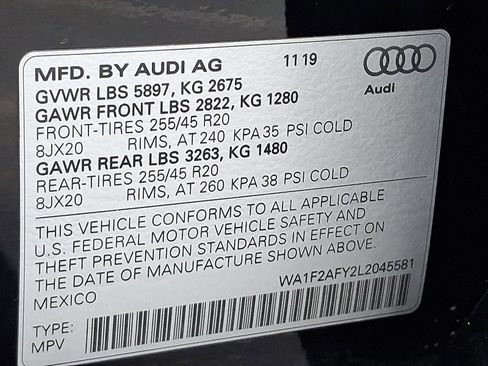 MFD. BY AUDI AG 11 19
GVWR LBS 5897, KG 2675
GAWR FRONT LBS 2822, KG 1280
FRONT-TIRES 255/45 R20
8JX20 RIMS, AT 240 KPA 35 PSI COLD
GAWR REAR LBS 3263, KG 1480
REAR-TIRES 255/45 R20
8JX20 RIMS, AT 260 KPA 38 PSI COLD
Audi
THIS VEHICLE CONFORMS TO ALL APPLICABLE
U.S. FEDERAL MOTOR VEHICLE SAFETY AND
THEFT PREVENTION STANDARDS IN EFFECT ON
THE DATE OF MANUFACTURE SHOWN ABOVE.
MEXICO WA1F2AFY2L2045581
TYPE:
MPV